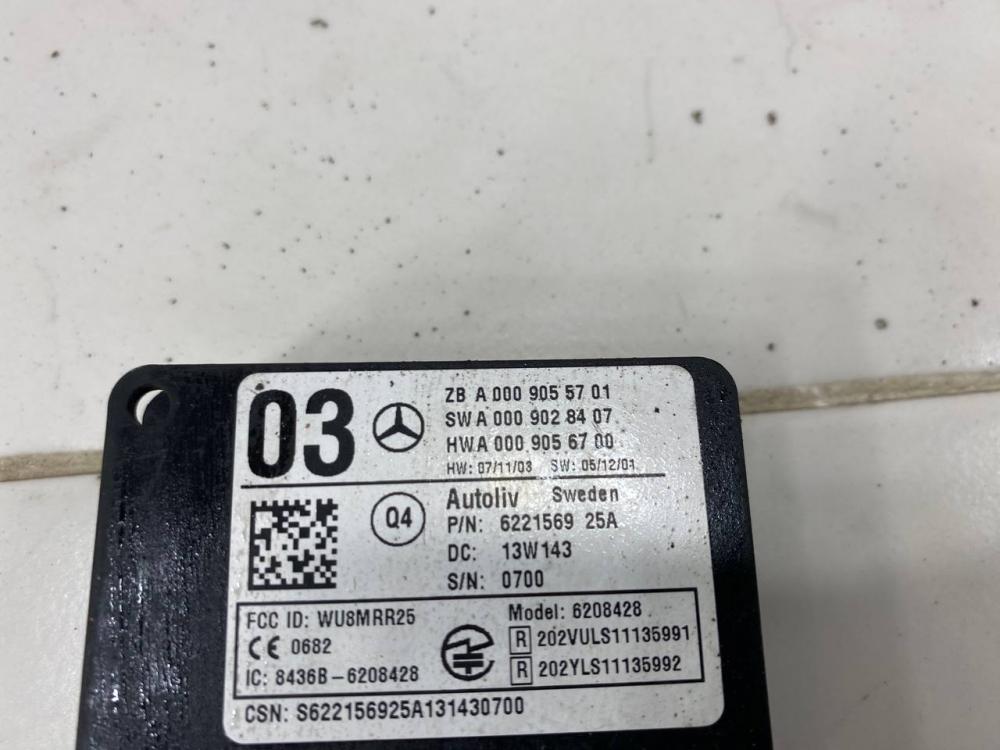 03
ZB A 000 905 57 01
SW A 000 902 84 07
HW A 000 905 67 00
HW: 07/11/03 SW: 05/12/01
Q4
Autoliv Sweden
P/N: 6221569 25A
DC: 13W143
S/N: 0700
FCC ID: WU8MRR25
Model: 6208428
CE 0682
R 202VULS11135991
IC: 8436B-6208428
R 202YLS11135992
CSN: S622156925A131430700